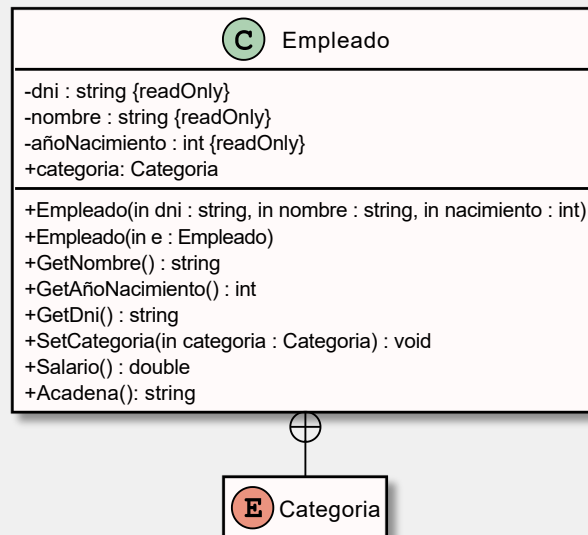 C Empleado
-dni : string {readOnly}
-nombre : string {readOnly}
-añoNacimiento : int {readOnly}
+categoria: Categoria
+Empleado(in dni : string, in nombre : string, in nacimiento : int)
+Empleado(in e : Empleado)
+GetNombre() : string
+GetAñoNacimiento() : int
+GetDni() : string
+SetCategoria(in categoria : Categoria) : void
+Salario() : double
+Acadena(): string
E Categoria